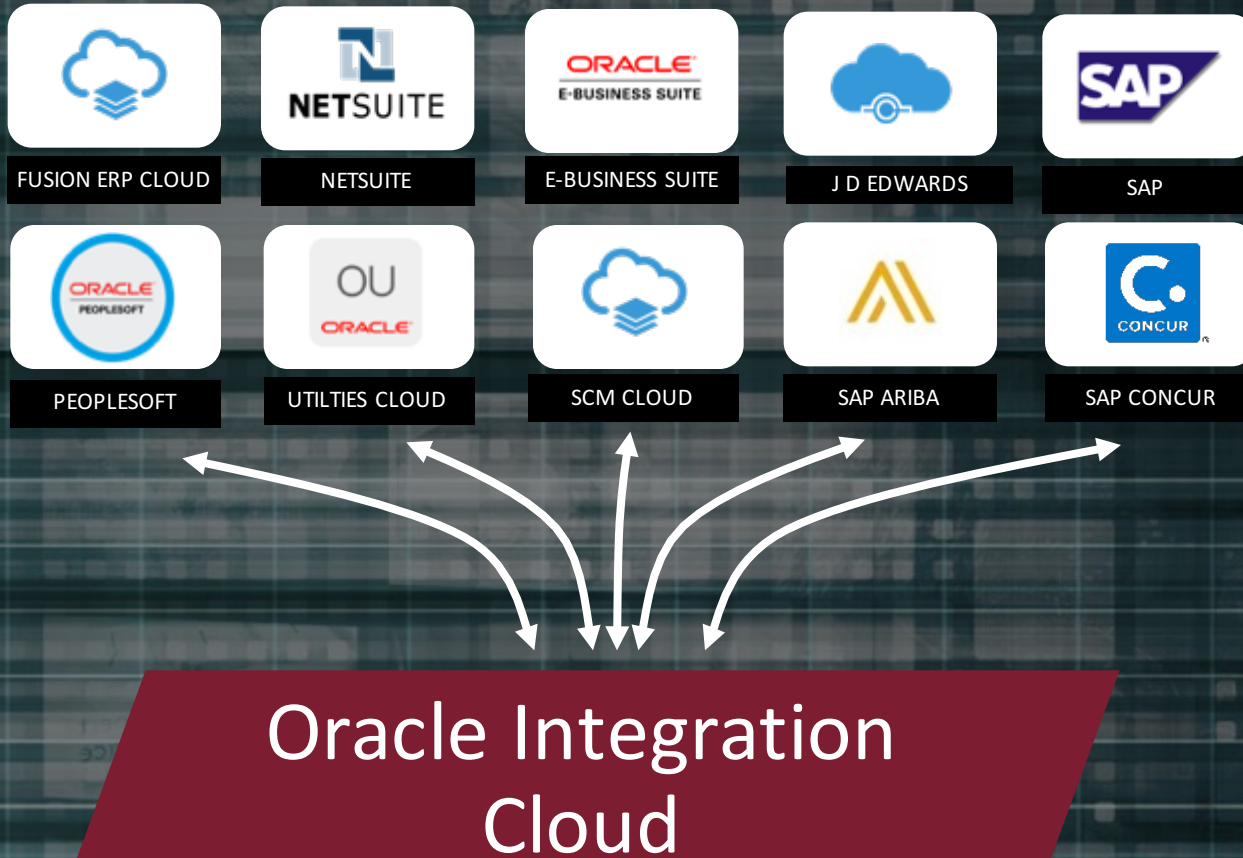 NETSUITE
ORACLE
E-BUSINESS SUITE
SAP
FUSION ERP CLOUD
NETSUITE
E-BUSINESS SUITE
J D EDWARDS
SAP
ORACLE
PEOPLESOFT
OU
ORACLE
C.
CONCUR
PEOPLESOFT
UTILTIES CLOUD
SCM CLOUD
SAP ARIBA
SAP CONCUR
Oracle Integration
Cloud